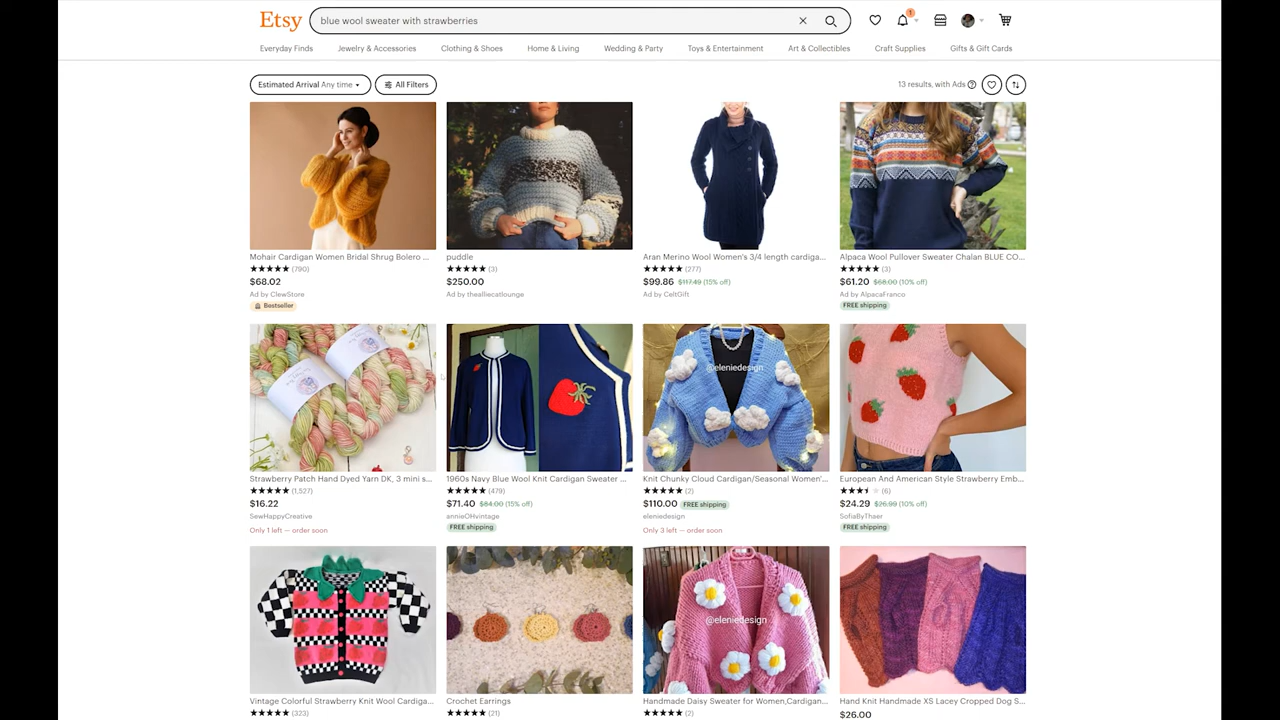 Etsy
blue wool sweater with strawberries
1
Everyday Finds
Jewelry & Accessories
Clothing & Shoes
Home & Living
Wedding & Party
Toys & Entertainment
Art & Collectibles
Craft Supplies
Gifts & Gift Cards
Estimated Arrival Any time
All Filters
13 results, with Ads
Mohair Cardigan Women Bridal Shrug Bolero ...
(790)
$68.02
Ad by ClewStore
Bestseller
puddle
(3)
$250.00
Ad by thealliecatlounge
Aran Merino Wool Women's 3/4 length cardiga...
(277)
$99.86 $117.49 (15% off)
Ad by CeltGift
Alpaca Wool Pullover Sweater Chalan BLUE CO...
(3)
$61.20 $68.00 (10% off)
Ad by AlpacaFranco
FREE shipping
Strawberry Patch Hand Dyed Yarn DK, 3 mini s...
(1,527)
$16.22
SewHappyCreative
Only 1 left — order soon
1960s Navy Blue Wool Knit Cardigan Sweater ...
(479)
$71.40 $84.00 (15% off)
annieOHvintage
FREE shipping
@eleniedesign
Knit Chunky Cloud Cardigan/Seasonal Women'...
(2)
$110.00 FREE shipping
eleniedesign
Only 3 left — order soon
European And American Style Strawberry Emb...
(6)
$24.29 $26.99 (10% off)
SofiaByThaer
FREE shipping
Vintage Colorful Strawberry Knit Wool Cardiga...
(323)
Crochet Earrings
(21)
@eleniedesign
Handmade Daisy Sweater for Women,Cardigan...
(2)
Hand Knit Handmade XS Lacey Cropped Dog S...
$26.00